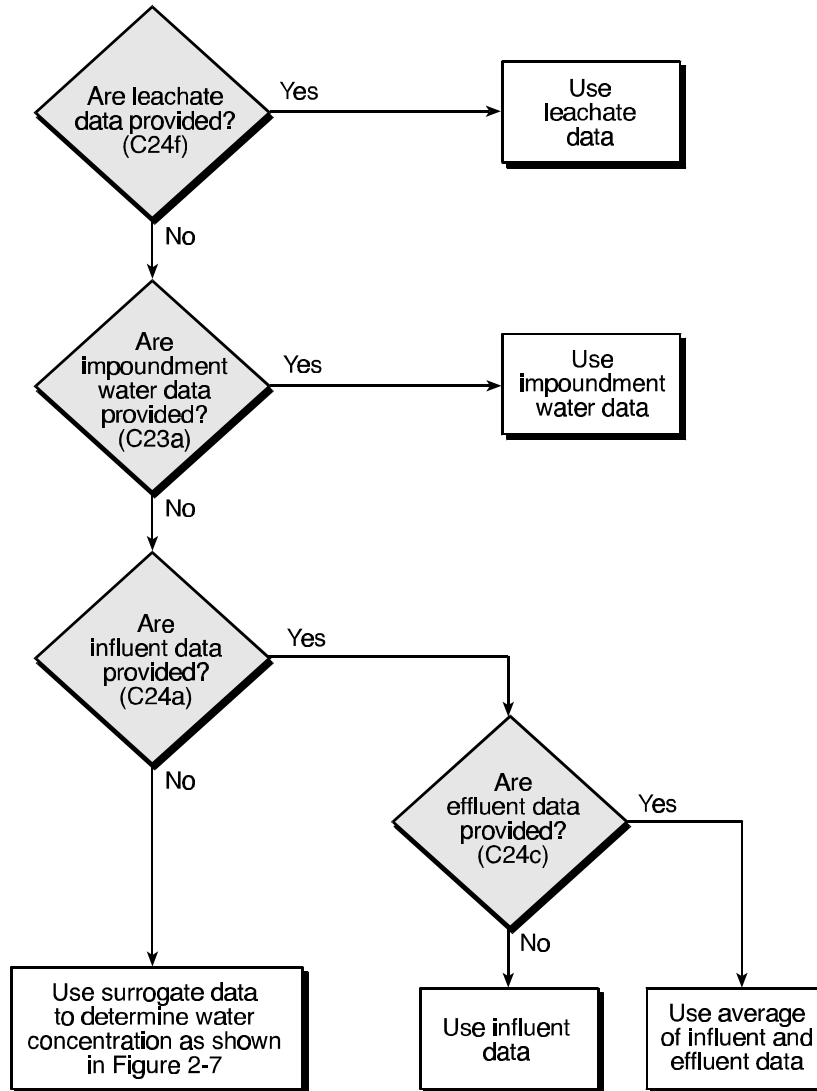 Are leachate
data provided?
(C24f)
Yes
Use
leachate
data
No
Are
impoundment
water data
provided?
(C23a)
Yes
Use
impoundment
water data
No
Are
influent data
provided?
(C24a)
Yes
No
Are
effluent data
provided?
(C24c)
Yes
No
Use surrogate data
to determine water
concentration as shown
in Figure 2-7
Use influent
data
Use average
of influent and
effluent data